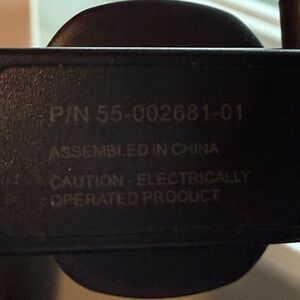 P/N 55-002681-01
ASSEMBLED IN CHINA
CAUTION - ELECTRICALLY
OPERATED PRODUCT